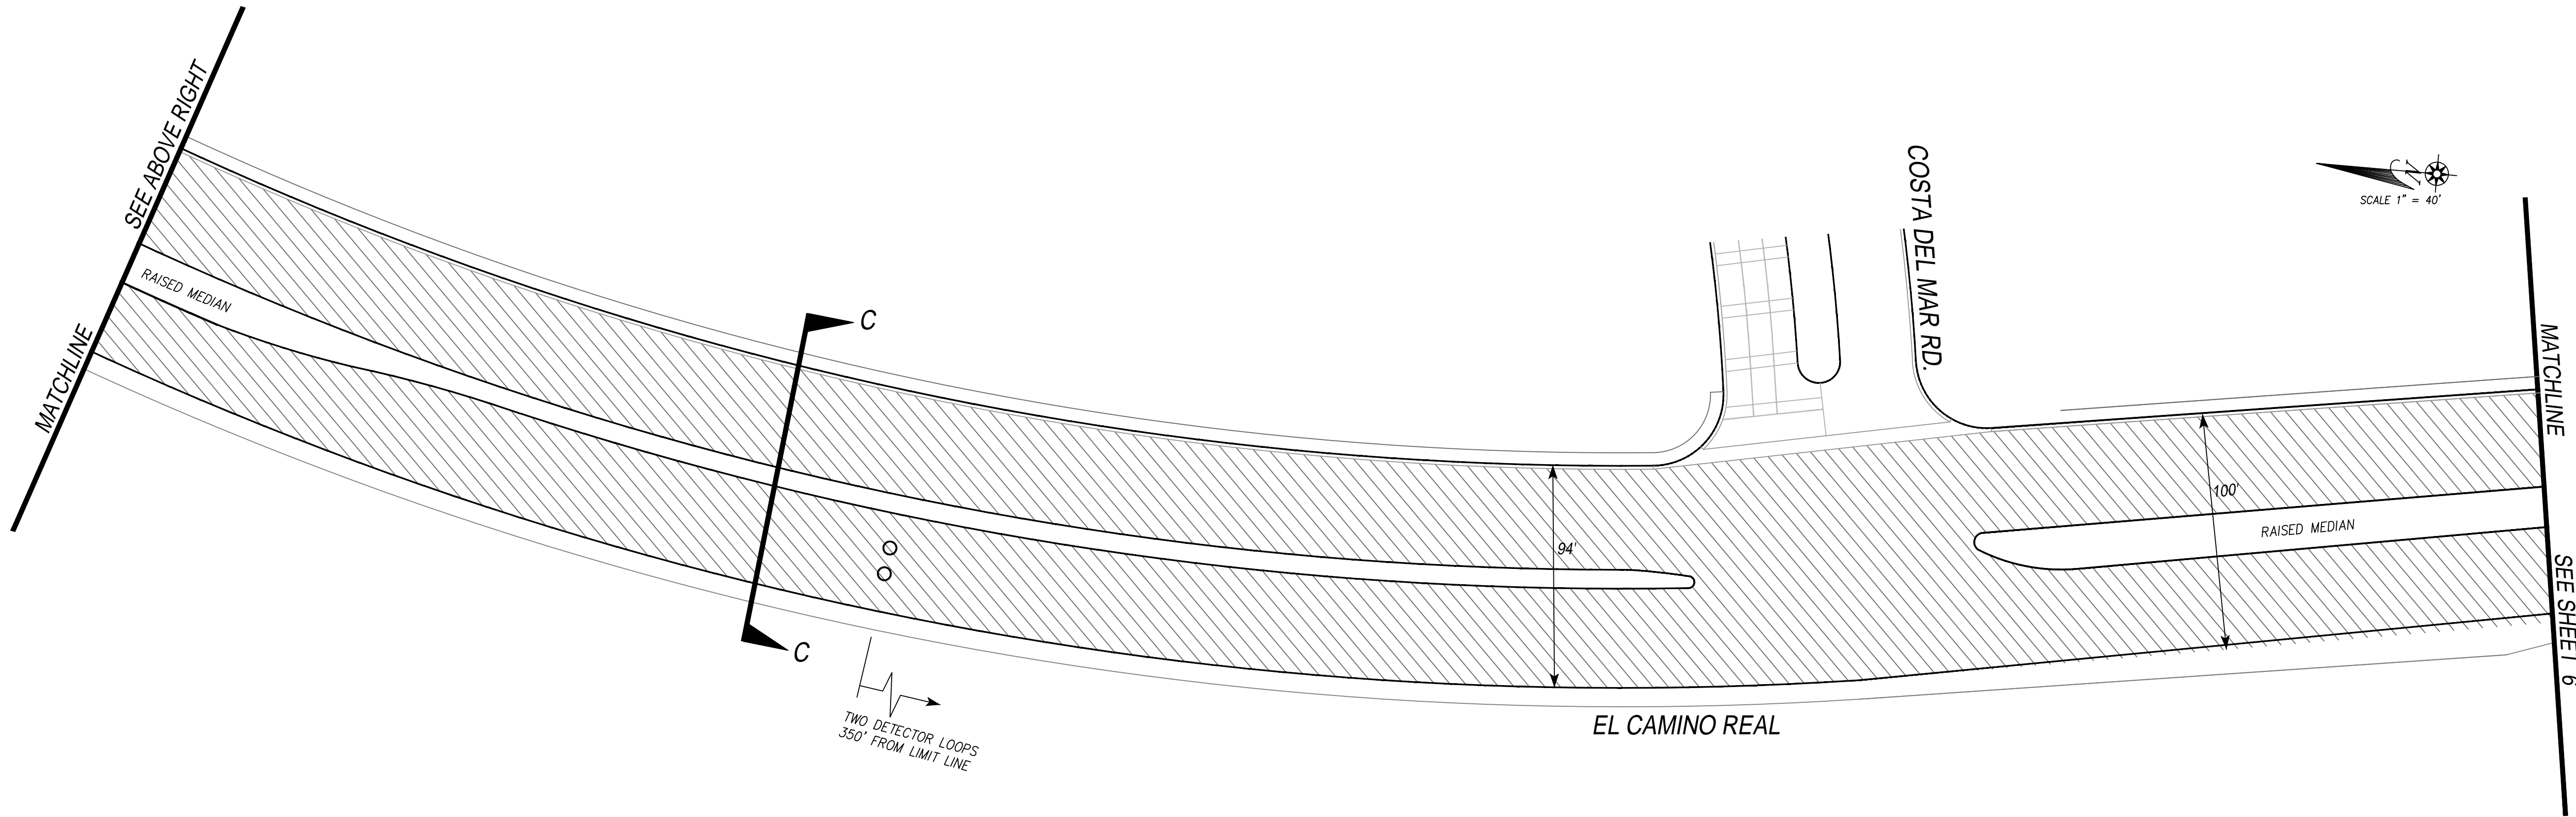 SEE ABOVE RIGHT
MATCHLINE
RAISED MEDIAN
C
C
TWO DETECTOR LOOPS
350' FROM LIMIT LINE
94'
EL CAMINO REAL
COSTA DEL MAR RD.
100'
RAISED MEDIAN
N
SCALE 1" = 40'
MATCHLINE
SEE SHEET 6